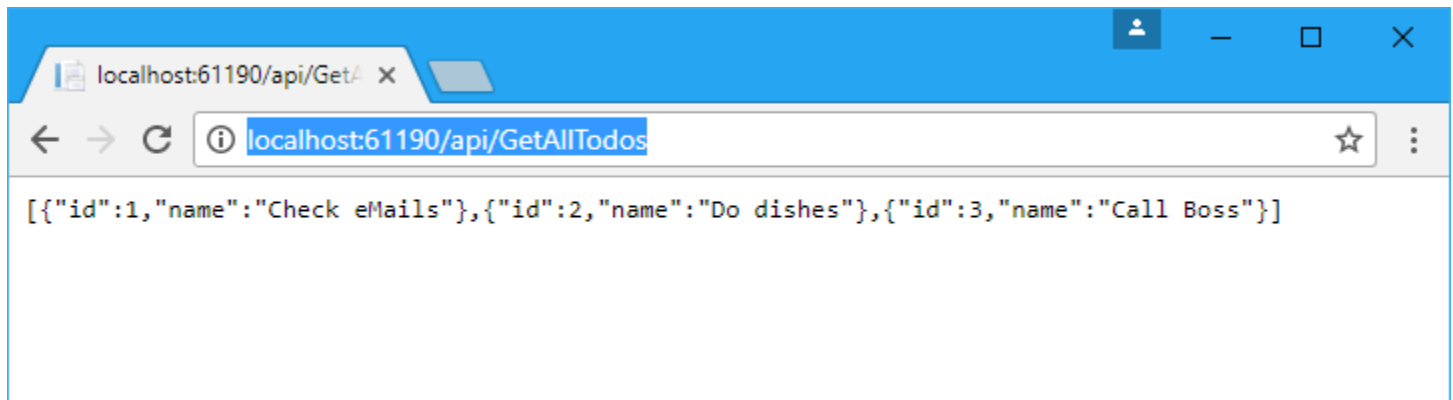 localhost:61190/api/GetA
localhost:61190/api/GetAllTodos
[{"id":1,"name":"Check eMails"},{"id":2,"name":"Do dishes"},{"id":3,"name":"Call Boss"}]